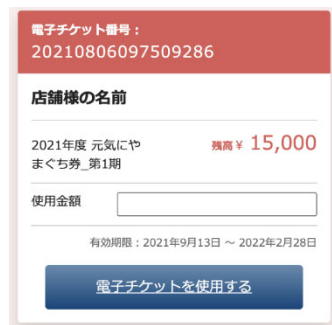 電子チケット番号：
20210806097509286
店舗様の名前
2021年度 元気にや
まぐち券_第1期
残高¥ 15,000
使用金額
有効期限：2021年9月13日 ～ 2022年2月28日
電子チケットを使用する